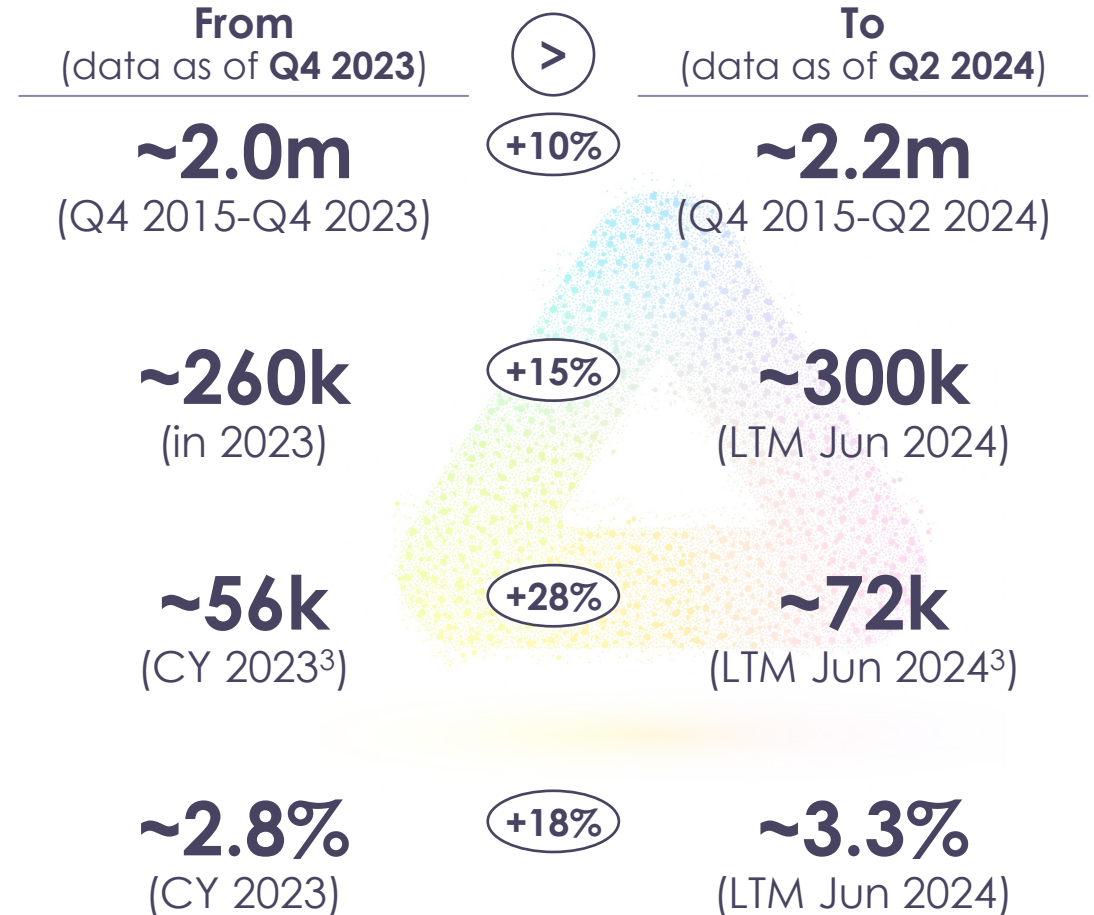 From
(data as of Q4 2023)
>
To
(data as of Q2 2024)
~2.0m
(Q4 2015-Q4 2023)
+10%
~2.2m
(Q4 2015-Q2 2024)
~260k
(in 2023)
+15%
~300k
(LTM Jun 2024)
~56k
(CY 2023³)
+28%
~72k
(LTM Jun 2024³)
~2.8%
(CY 2023)
+18%
~3.3%
(LTM Jun 2024)